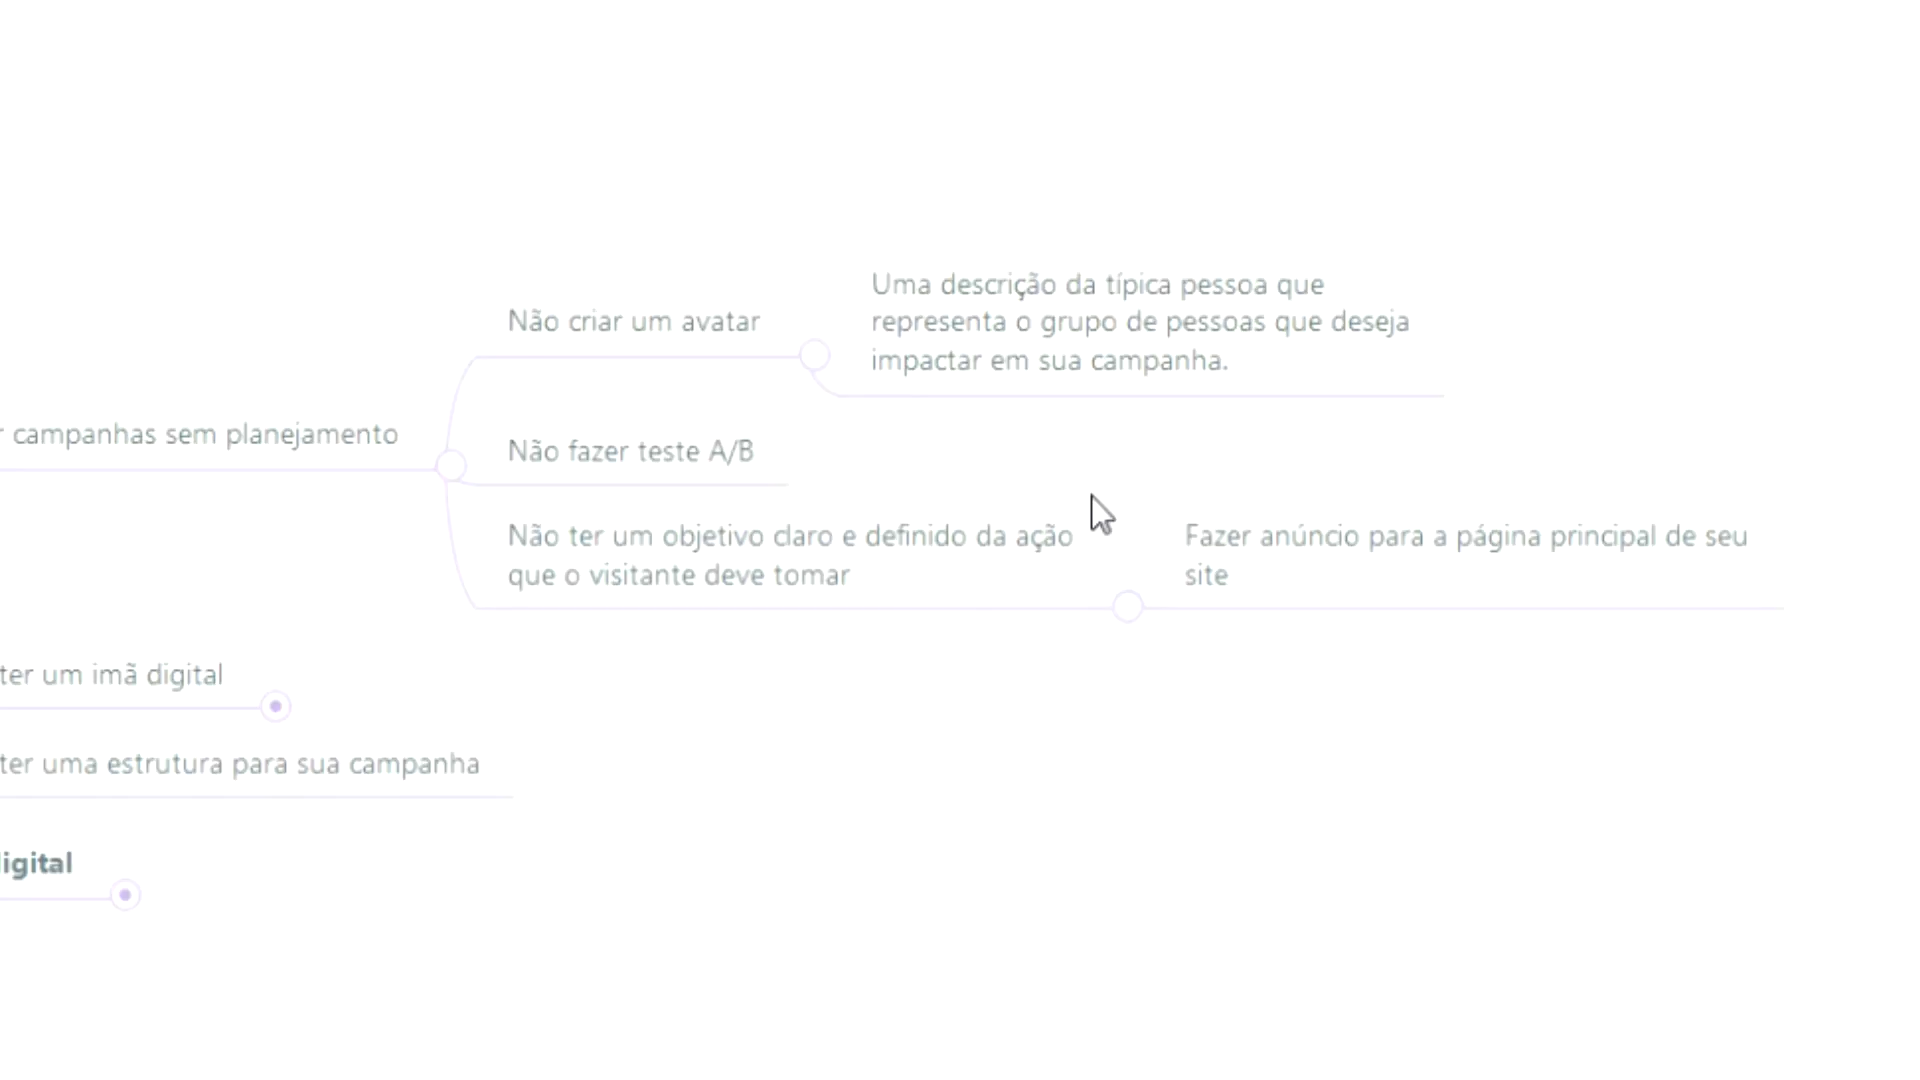 campanhas sem planejamento
Não criar um avatar
Uma descrição da típica pessoa que
representa o grupo de pessoas que deseja
impactar em sua campanha.
Não fazer teste A/B
Não ter um objetivo claro e definido da ação
que o visitante deve tomar
Fazer anúncio para a página principal de seu
site
ter um imã digital
ter uma estrutura para sua campanha
igital